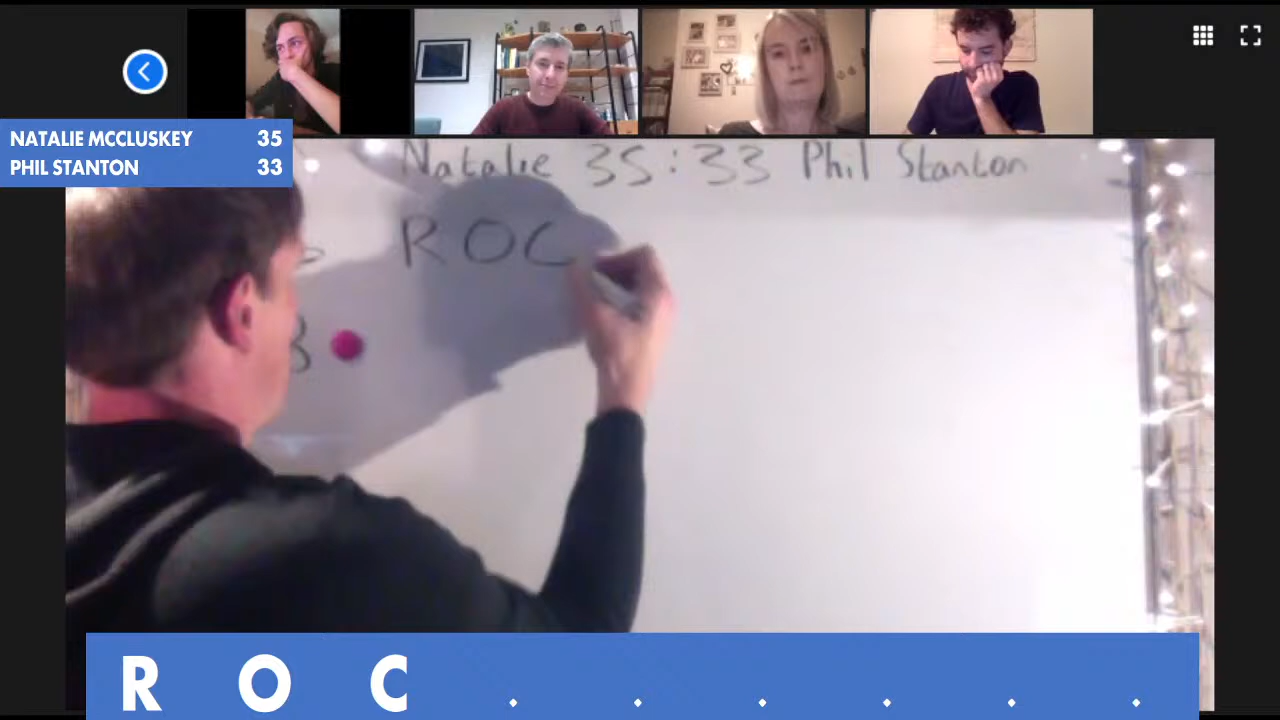 NATALIE MCCLUSKEY 35
PHIL STANTON 33
Natalie 35:33 Phil Stanton
ROC
R O C . . . . . .